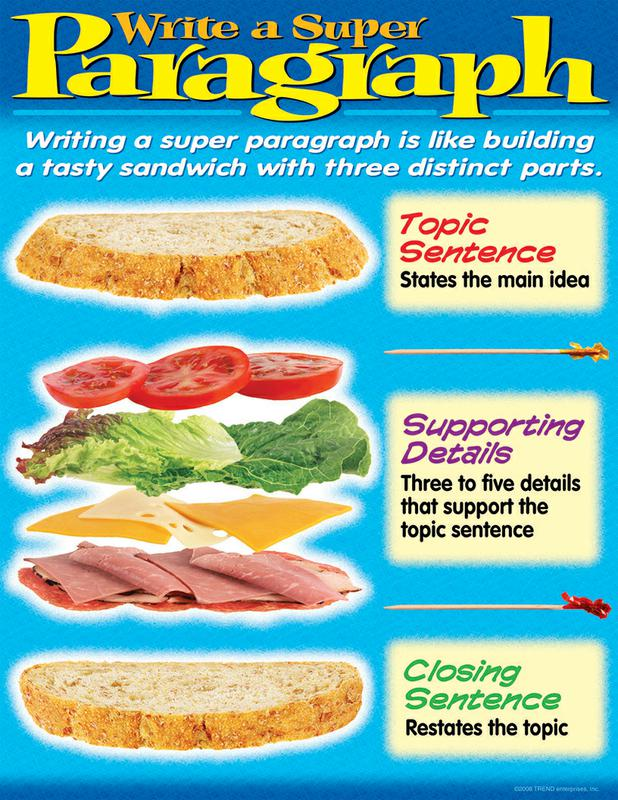 Write a Super
Paragraph
Writing a super paragraph is like building
a tasty sandwich with three distinct parts.
Topic
Sentence
States the main idea
Supporting
Details
Three to five details
that support the
topic sentence
Closing
Sentence
Restates the topic
©2008 TREND enterprises, Inc.